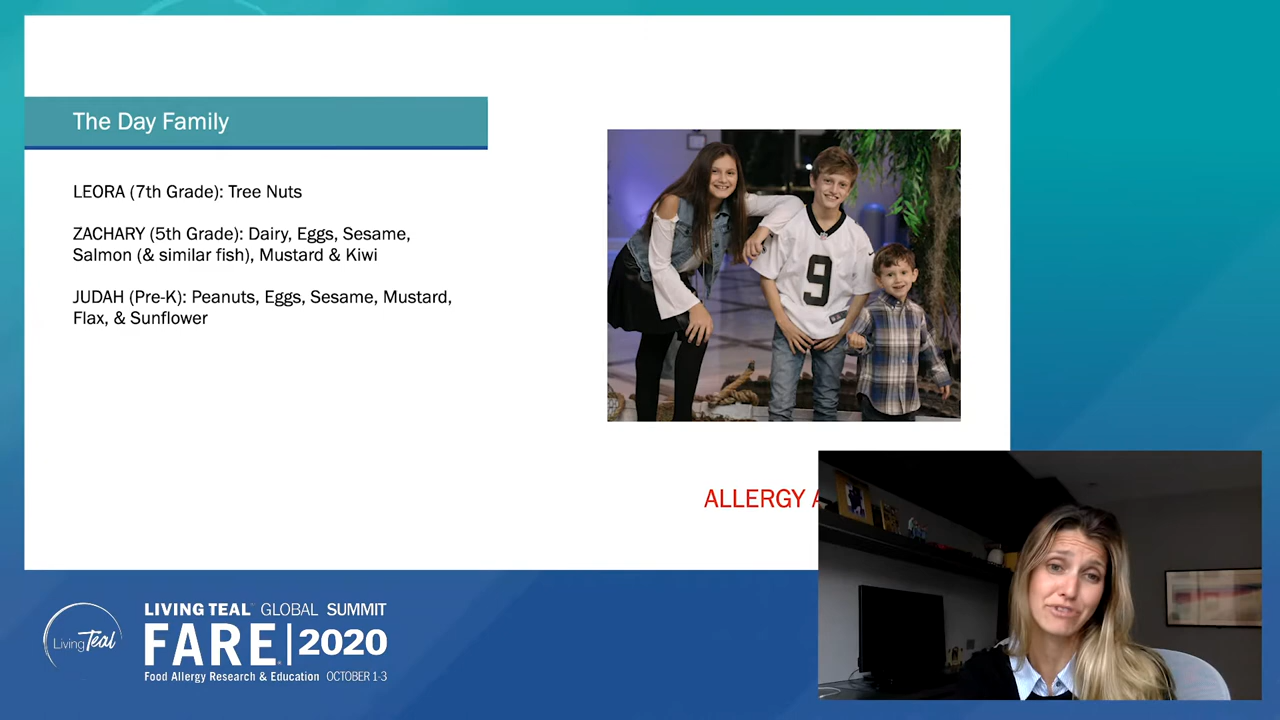 The Day Family
LEORA (7th Grade): Tree Nuts
ZACHARY (5th Grade): Dairy, Eggs, Sesame,
Salmon (& similar fish), Mustard & Kiwi
JUDAH (Pre-K): Peanuts, Eggs, Sesame, Mustard,
Flax, & Sunflower
9
ALLERGY
Living Teal
LIVING TEAL GLOBAL SUMMIT
FARE® | 2020
Food Allergy Research & Education OCTOBER 1-3